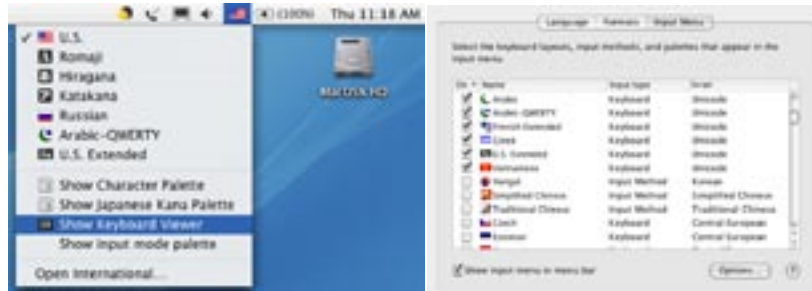 (100%) Thu 11:18 AM
U.S.
Romaji
Hiragana
Katakana
Russian
Arabic-QWERTY
U.S. Extended
Show Character Palette
Show Japanese Kana Palette
Show Keyboard Viewer
Show input mode palette
Open International...
HD
Language Formats Input Menu
Select the keyboard layouts, input methods, and palettes that appear in the
input menu.
On Name Input type Script
Arabic Keyboard Unicode
Arabic-QWERTY Keyboard Unicode
Keyboard Unicode
Keyboard Unicode
U.S. Extended Keyboard Unicode
Vietnamese Keyboard Unicode
Hangul Input Method Korean
Simplified Chinese Input Method Simplified Chinese
Traditional Chinese Input Method Traditional Chinese
Czech Keyboard Central European
Estonian Keyboard Central European
Show input menu in menu bar
Options...
?